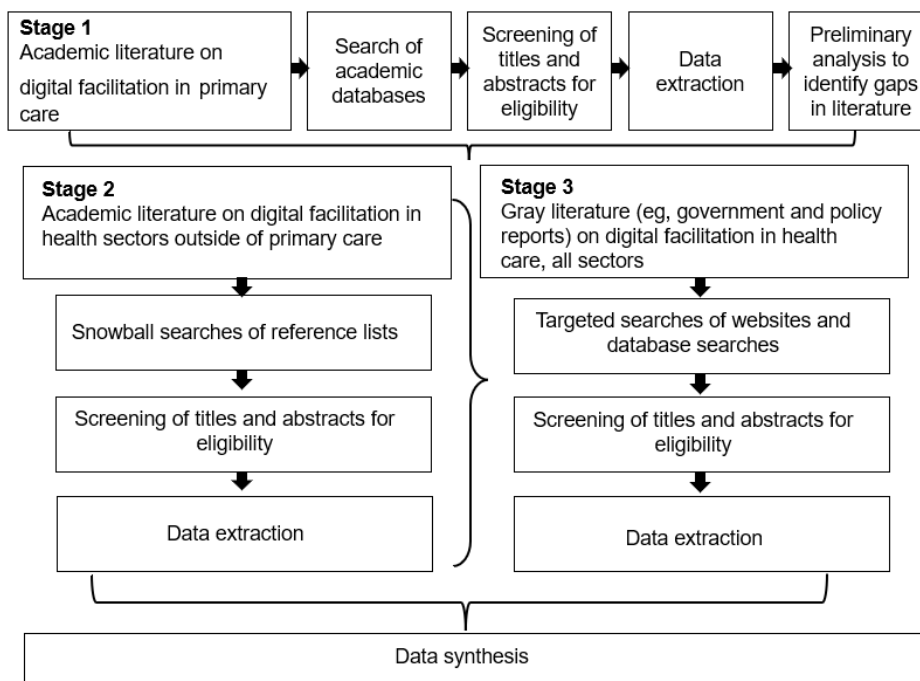 Stage 1
Academic literature on
digital facilitation in primary
care
Search of
academic
databases
Screening of
titles and
abstracts for
eligibility
Data
extraction
Preliminary
analysis to
identify gaps
in literature
Stage 2
Academic literature on digital facilitation in
health sectors outside of primary care
Snowball searches of reference lists
Screening of titles and abstracts for
eligibility
Data extraction
Stage 3
Gray literature (eg, government and policy
reports) on digital facilitation in health
care, all sectors
Targeted searches of websites and
database searches
Screening of titles and abstracts for
eligibility
Data extraction
Data synthesis